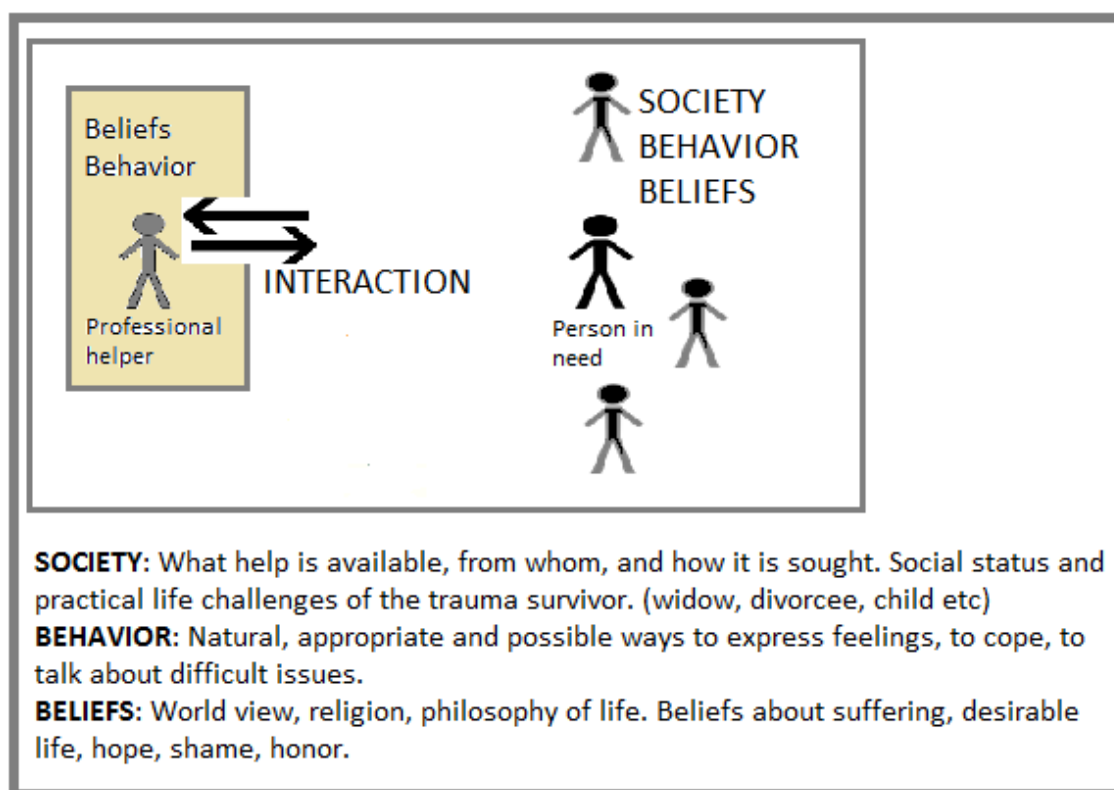 Beliefs
Behavior
Professional
helper
INTERACTION
SOCIETY
BEHAVIOR
BELIEFS
Person in
need
SOCIETY: What help is available, from whom, and how it is sought. Social status and
practical life challenges of the trauma survivor. (widow, divorcee, child etc)
BEHAVIOR: Natural, appropriate and possible ways to express feelings, to cope, to
talk about difficult issues.
BELIEFS: World view, religion, philosophy of life. Beliefs about suffering, desirable
life, hope, shame, honor.